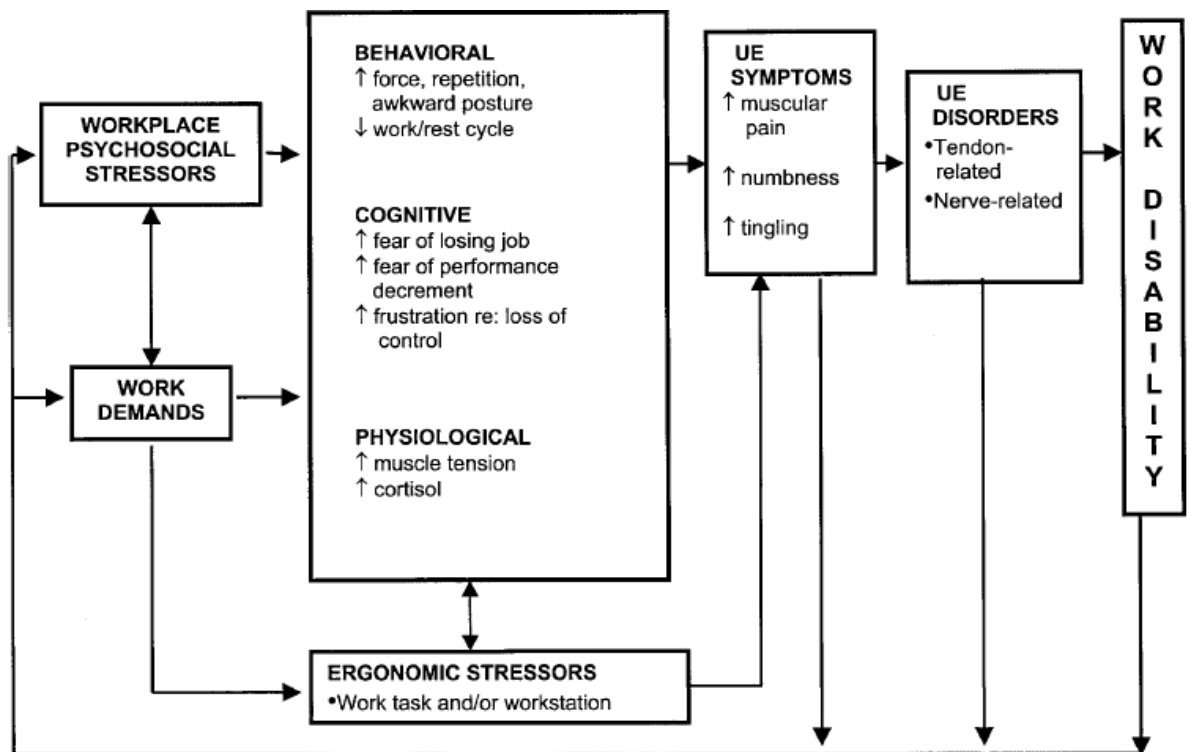 WORKPLACE
PSYCHOSOCIAL
STRESSORS
WORK
DEMANDS
BEHAVIORAL
↑ force, repetition,
awkward posture
↓ work/rest cycle
COGNITIVE
↑ fear of losing job
↑ fear of performance
decrement
↑ frustration re: loss of
control
PHYSIOLOGICAL
↑ muscle tension
↑ cortisol
ERGONOMIC STRESSORS
•Work task and/or workstation
UE
SYMPTOMS
↑ muscular
pain
↑ numbness
↑ tingling
UE
DISORDERS
•Tendon-
related
•Nerve-related
WORK DISABILITY